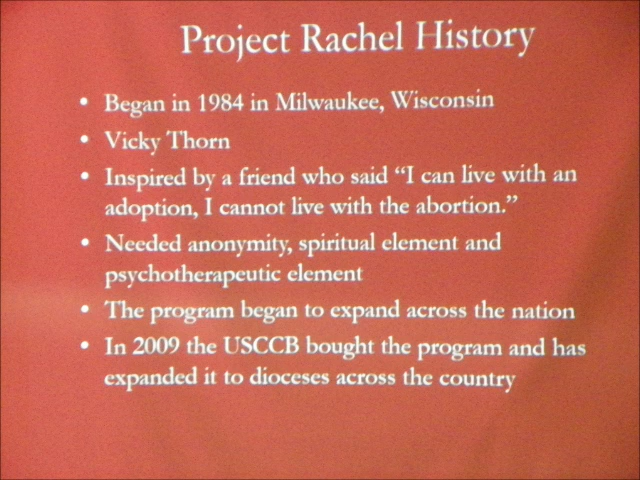 Project Rachel History
• Began in 1984 in Milwaukee, Wisconsin
• Vicky Thorn
• Inspired by a friend who said “I can live with an
adoption, I cannot live with the abortion.”
• Needed anonymity, spiritual element and
psychotherapeutic element
• The program began to expand across the nation
• In 2009 the USCCB bought the program and has
expanded it to dioceses across the country